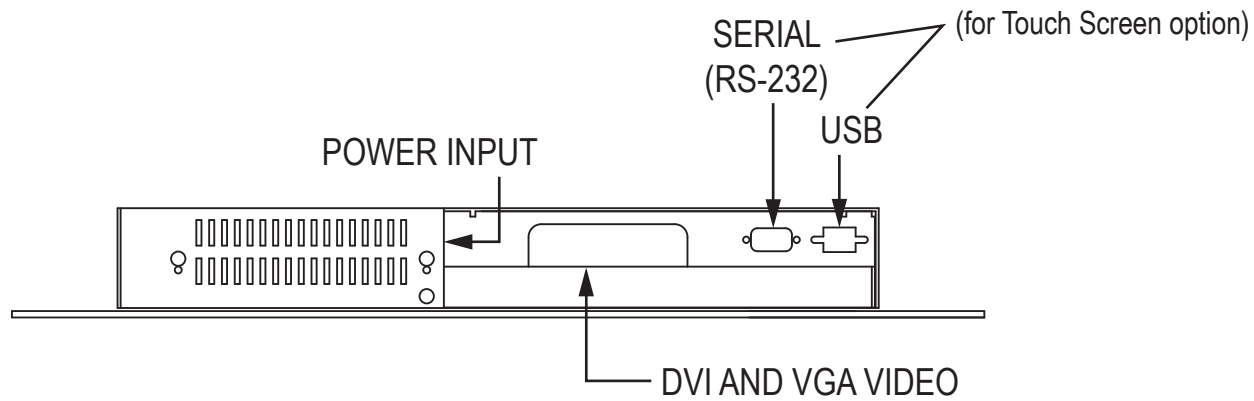 SERIAL
(RS-232)
(for Touch Screen option)
USB
POWER INPUT
DVI AND VGA VIDEO